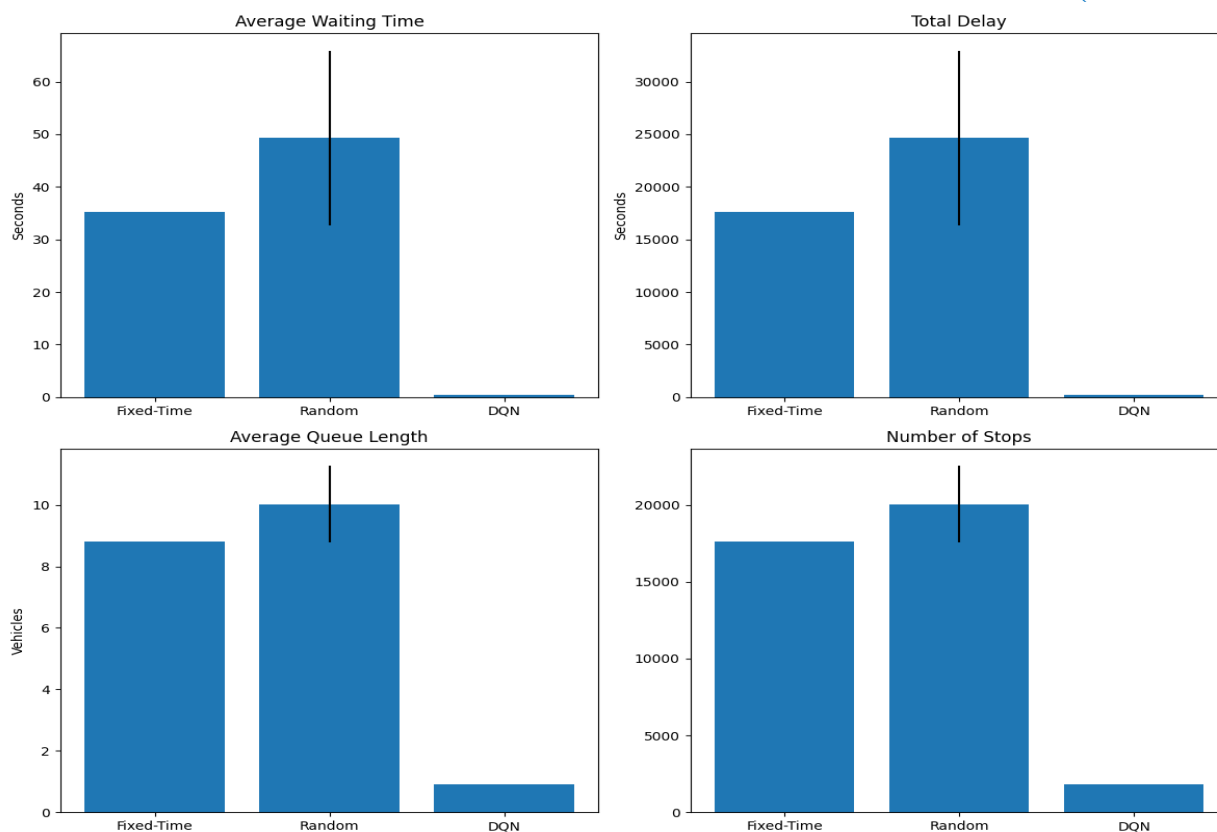 Average Waiting Time
Seconds
60
50
40
30
20
10
0
Fixed-Time Random DQN
Total Delay
Seconds
30000
25000
20000
15000
10000
5000
0
Fixed-Time Random DQN
Average Queue Length
Vehicles
10
8
6
4
2
0
Fixed-Time Random DQN
Number of Stops
20000
15000
10000
5000
0
Fixed-Time Random DQN